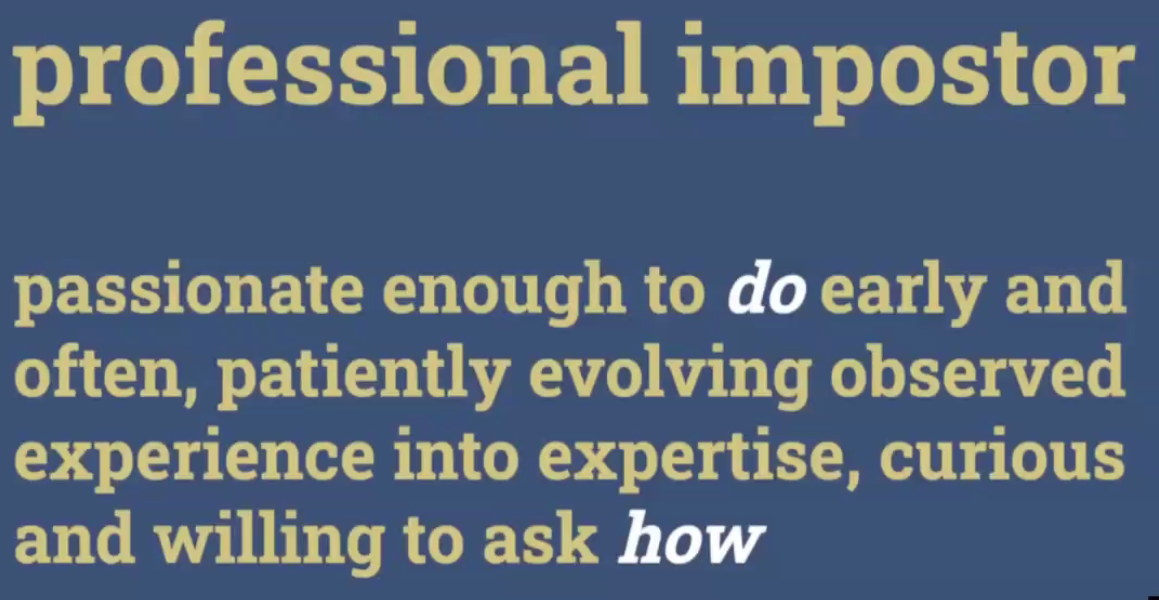 professional impostor
passionate enough to do early and
often, patiently evolving observed
experience into expertise, curious
and willing to ask how